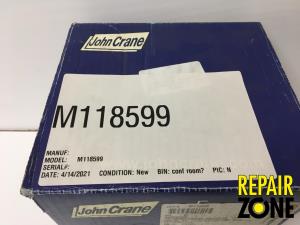 John Crane
M118599
MANUF:
MODEL: M118599
SERIAL#:
DATE: 4/14/2021 CONDITION: New BIN: cont room? PIC: N
John Crane
REPAIR
ZONE